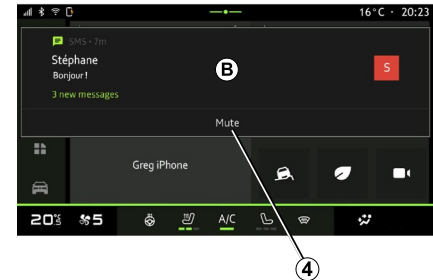 16°C · 20:23
SMS · 7m
Stéphane
B
S
Bonjour !
3 new messages
Mute
Greg iPhone
20°5
5
A/C
4